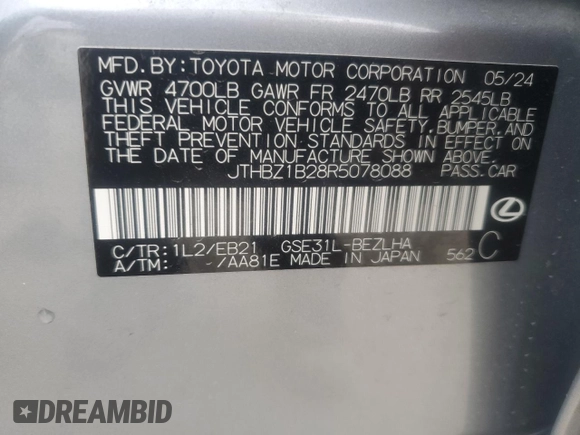 MFD.BY:TOYOTA MOTOR CORPORATION 05/24
GVWR 4700LB GAWR FR 2470LB RR 2545LB
THIS VEHICLE CONFORMS TO ALL APPLICABLE
FEDERAL MOTOR VEHICLE SAFETY,BUMPER,AND
THEFT PREVENTION STANDARDS IN EFFECT ON
THE DATE OF MANUFACTURE SHOWN ABOVE.
JTHBZ1B28R5078088 PASS.CAR
C/TR:1L2/EB21 GSE31L-BEZLHA
A/TM: /AA81E MADE IN JAPAN 562 C
DREAMBID